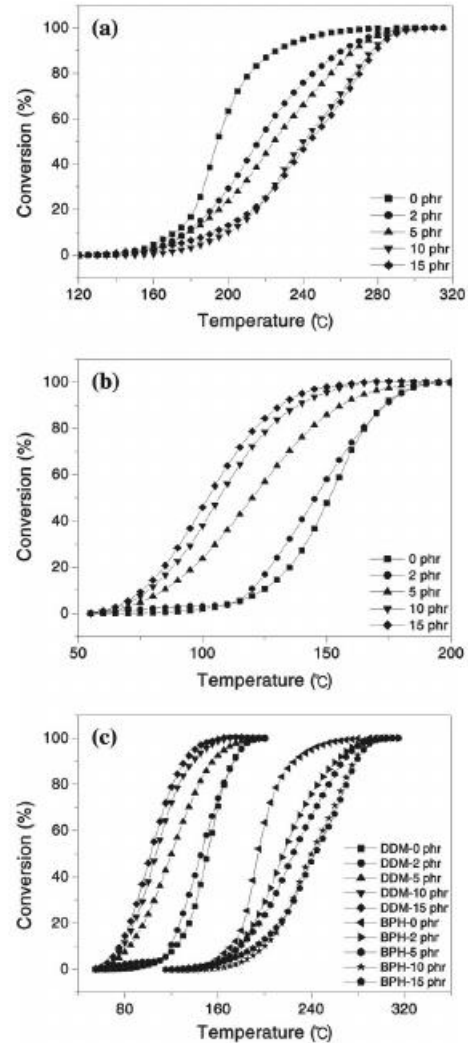 (a)
100
80
60
40
20
0
Conversion (%)
0 phr
2 phr
5 phr
10 phr
15 phr
120 160 200 240 280 320
Temperature (℃)
(b)
100
80
60
40
20
0
Conversion (%)
0 phr
2 phr
5 phr
10 phr
15 phr
50 100 150 200
Temperature (℃)
(c)
100
80
60
40
20
0
Conversion (%)
DDM-0 phr
DDM-2 phr
DDM-5 phr
DDM-10 phr
DDM-15 phr
BPH-0 phr
BPH-2 phr
BPH-5 phr
BPH-10 phr
BPH-15 phr
80 160 240 320
Temperature (℃)